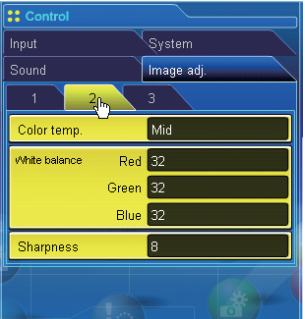 Control
Input System
Sound Image adj.
1 2 3
Color temp. Mid
White balance Red 32
Green 32
Blue 32
Sharpness 8